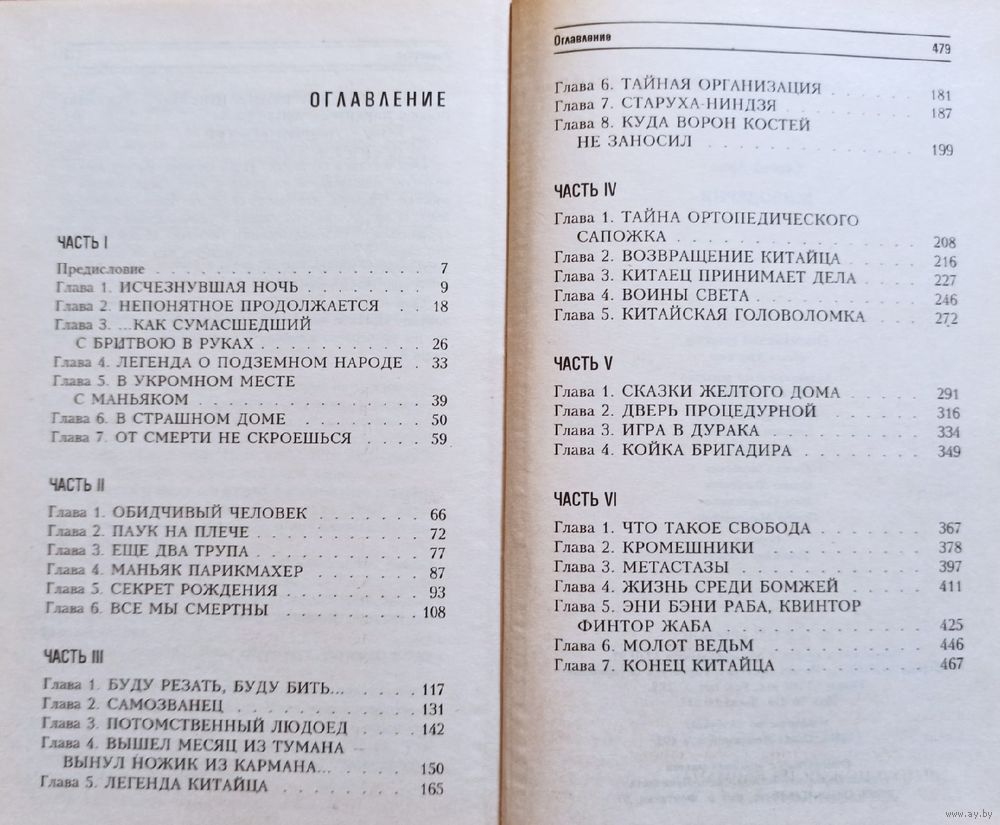 ОГЛАВЛЕНИЕ
ЧАСТЬ I
Предисловие . . . . . . . . . . . . . . . . . 7
Глава 1. ИСЧЕЗНУВШАЯ НОЧЬ . . . . . . . 9
Глава 2. НЕПОНЯТНОЕ ПРОДОЛЖАЕТСЯ . . 18
Глава 3. ...КАК СУМАСШЕДШИЙ
С БРИТВОЮ В РУКАХ . . . . . . . . . . 26
Глава 4. ЛЕГЕНДА О ПОДЗЕМНОМ НАРОДЕ . 33
Глава 5. В УКРОМНОМ МЕСТЕ
С МАНЬЯКОМ . . . . . . . . . . . . . 39
Глава 6. В СТРАШНОМ ДОМЕ . . . . . . . . 50
Глава 7. ОТ СМЕРТИ НЕ СКРОЕШЬСЯ . . . . 59
ЧАСТЬ II
Глава 1. ОБИДЧИВЫЙ ЧЕЛОВЕК . . . . . . 66
Глава 2. ПАУК НА ПЛЕЧЕ . . . . . . . . . . 72
Глава 3. ЕЩЕ ДВА ТРУПА . . . . . . . . . . 77
Глава 4. МАНЬЯК ПАРИКМАХЕР . . . . . . 87
Глава 5. СЕКРЕТ РОЖДЕНИЯ . . . . . . . . 93
Глава 6. ВСЕ МЫ СМЕРТНЫ . . . . . . . . 108
ЧАСТЬ III
Глава 1. БУДУ РЕЗАТЬ, БУДУ БИТЬ... . . . . 117
Глава 2. САМОЗВАНЕЦ . . . . . . . . . . . 131
Глава 3. ПОТОМСТВЕННЫЙ ЛЮДОЕД . . . . 142
Глава 4. ВЫШЕЛ МЕСЯЦ ИЗ ТУМАНА –
ВЫНУЛ НОЖИК ИЗ КАРМАНА... . . . . . 150
Глава 5. ЛЕГЕНДА КИТАЙЦА . . . . . . . . 165
Оглавление 479
Глава 6. ТАЙНАЯ ОРГАНИЗАЦИЯ . . . . . . 181
Глава 7. СТАРУХА-НИНДЗЯ . . . . . . . . . 187
Глава 8. КУДА ВОРОН КОСТЕЙ
НЕ ЗАНОСИЛ . . . . . . . . . . . . . 199
ЧАСТЬ IV
Глава 1. ТАЙНА ОРТОПЕДИЧЕСКОГО
САПОЖКА . . . . . . . . . . . . . . 208
Глава 2. ВОЗВРАЩЕНИЕ КИТАЙЦА . . . . . 216
Глава 3. КИТАЕЦ ПРИНИМАЕТ ДЕЛА . . . . 227
Глава 4. ВОИНЫ СВЕТА . . . . . . . . . . 246
Глава 5. КИТАЙСКАЯ ГОЛОВОЛОМКА . . . . 272
ЧАСТЬ V
Глава 1. СКАЗКИ ЖЕЛТОГО ДОМА . . . . . 291
Глава 2. ДВЕРЬ ПРОЦЕДУРНОЙ . . . . . . . 316
Глава 3. ИГРА В ДУРАКА . . . . . . . . . . 334
Глава 4. КОЙКА БРИГАДИРА . . . . . . . . 349
ЧАСТЬ VI
Глава 1. ЧТО ТАКОЕ СВОБОДА . . . . . . . 367
Глава 2. КРОМЕШНИКИ . . . . . . . . . . 378
Глава 3. МЕТАСТАЗЫ . . . . . . . . . . . 397
Глава 4. ЖИЗНЬ СРЕДИ БОМЖЕЙ . . . . . 411
Глава 5. ЭНИ БЭНИ РАБА, КВИНТОР
ФИНТОР ЖАБА . . . . . . . . . . . . 425
Глава 6. МОЛОТ ВЕДЬМ . . . . . . . . . . 446
Глава 7. КОНЕЦ КИТАЙЦА . . . . . . . . . 467
www.ay.by